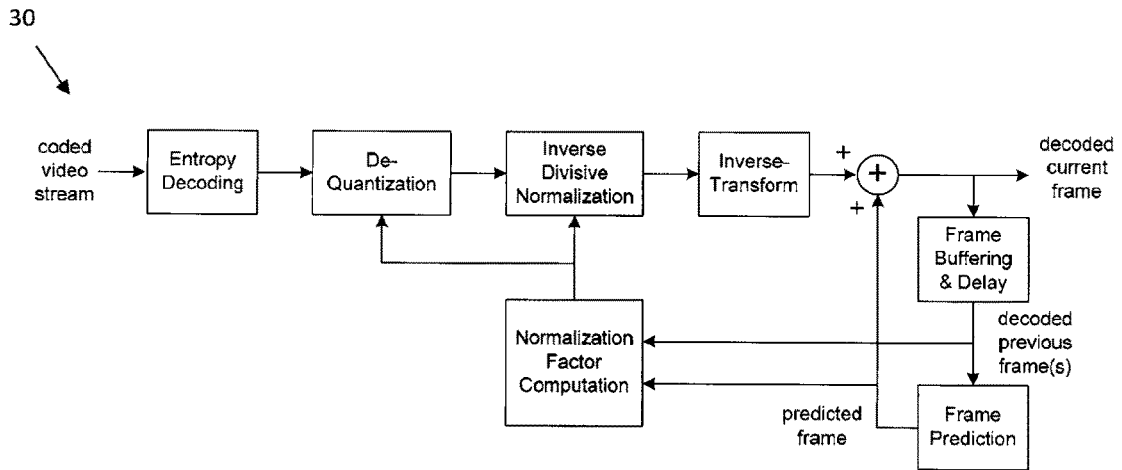 30
coded
video
stream
Entropy
Decoding
De-
Quantization
Inverse
Divisive
Normalization
Inverse-
Transform
+
+
+
decoded
current
frame
Frame
Buffering
& Delay
Normalization
Factor
Computation
decoded
previous
frame(s)
predicted
frame
Frame
Prediction